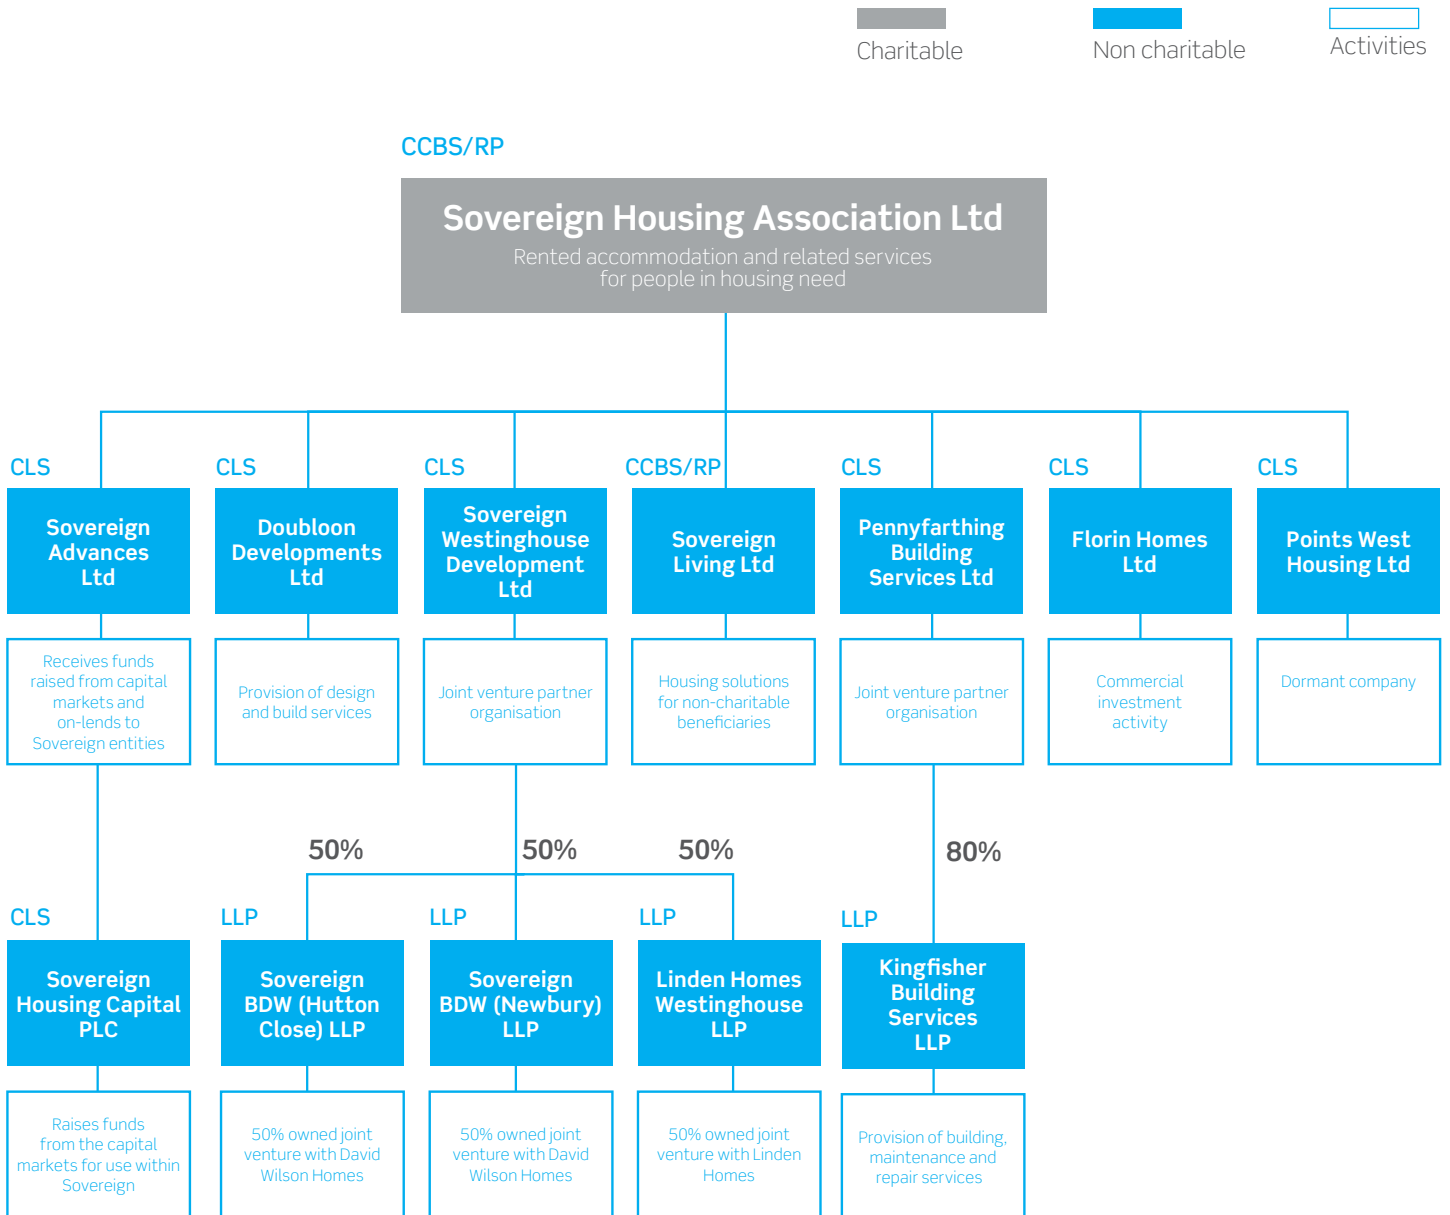 Charitable
Non charitable
Activities
CCBS/RP
Sovereign Housing Association Ltd
Rented accommodation and related services
for people in housing need
CLS
Sovereign
Advances
Ltd
Receives funds
raised from capital
markets and
on-lends to
Sovereign entities
CLS
Doubloon
Developments
Ltd
Provision of design
and build services
CLS
Sovereign
Westinghouse
Development
Ltd
Joint venture partner
organisation
CCBS/RP
Sovereign
Living Ltd
Housing solutions
for non-charitable
beneficiaries
CLS
Pennyfarthing
Building
Services Ltd
Joint venture partner
organisation
CLS
Florin Homes
Ltd
Commercial
investment
activity
CLS
Points West
Housing Ltd
Dormant company
50%
50%
50%
80%
CLS
Sovereign
Housing Capital
PLC
Raises funds
from the capital
markets for use within
Sovereign
LLP
Sovereign
BDW (Hutton
Close) LLP
50% owned joint
venture with David
Wilson Homes
LLP
Sovereign
BDW (Newbury)
LLP
50% owned joint
venture with David
Wilson Homes
LLP
Linden Homes
Westinghouse
LLP
50% owned joint
venture with Linden
Homes
LLP
Kingfisher
Building
Services
LLP
Provision of building,
maintenance and
repair services